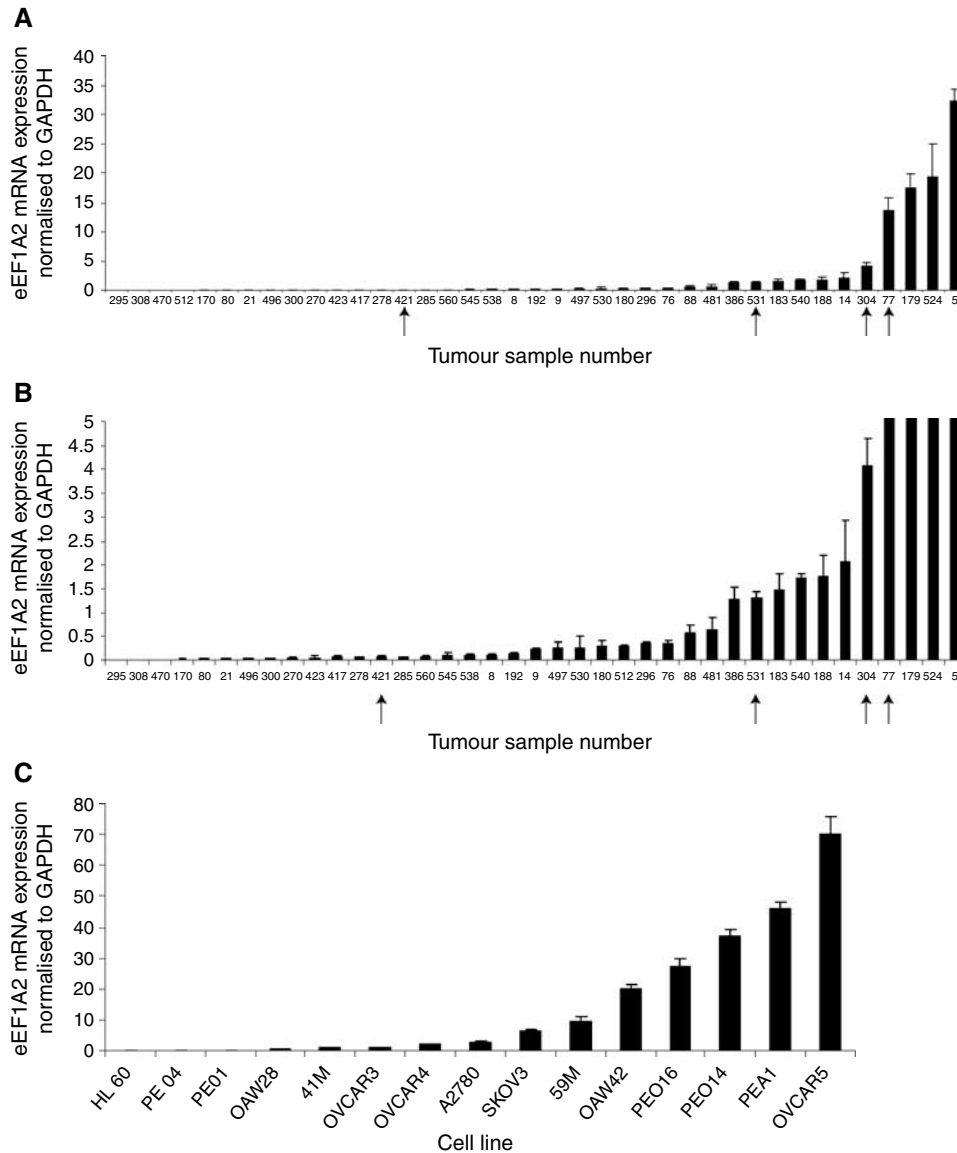 A
eEF1A2 mRNA expression
normalised to GAPDH
40
35
30
25
20
15
10
5
0
295 308 470 512 170 80 21 496 300 270 423 417 278 421 285 560 545 538 8 192 9 497 530 180 296 76 88 481 386 531 183 540 188 14 304 77 179 524 5
Tumour sample number
B
eEF1A2 mRNA expression
normalised to GAPDH
5
4.5
4
3.5
3
2.5
2
1.5
1
0.5
0
295 308 470 170 80 21 496 300 270 423 417 278 421 285 560 545 538 8 192 9 497 530 180 512 296 76 88 481 386 531 183 540 188 14 304 77 179 524 5
Tumour sample number
C
eEF1A2 mRNA expression
normalised to GAPDH
80
70
60
50
40
30
20
10
0
HL 60 PE 04 PE01 OAW28 41M OVCAR3 OVCAR4 A2780 SKOV3 59M OAW42 PEO16 PEO14 PEA1 OVCAR5
Cell line